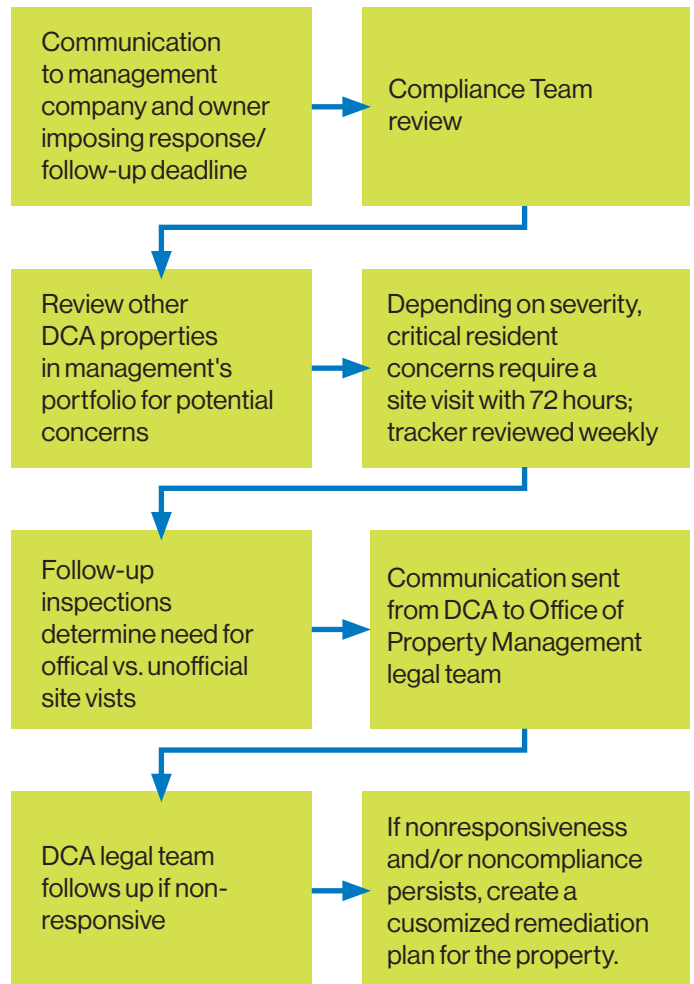 Communication
to management
company and owner
imposing response/
follow-up deadline
Compliance Team
review
Review other
DCA properties
in management's
portfolio for potential
concerns
Depending on severity,
critical resident
concerns require a
site visit with 72 hours;
tracker reviewed weekly
Follow-up
inspections
determine need for
offical vs. unofficial
site vists
Communication sent
from DCA to Office of
Property Management
legal team
DCA legal team
follows up if non-
responsive
If nonresponsiveness
and/or noncompliance
persists, create a
cusomized remediation
plan for the property.